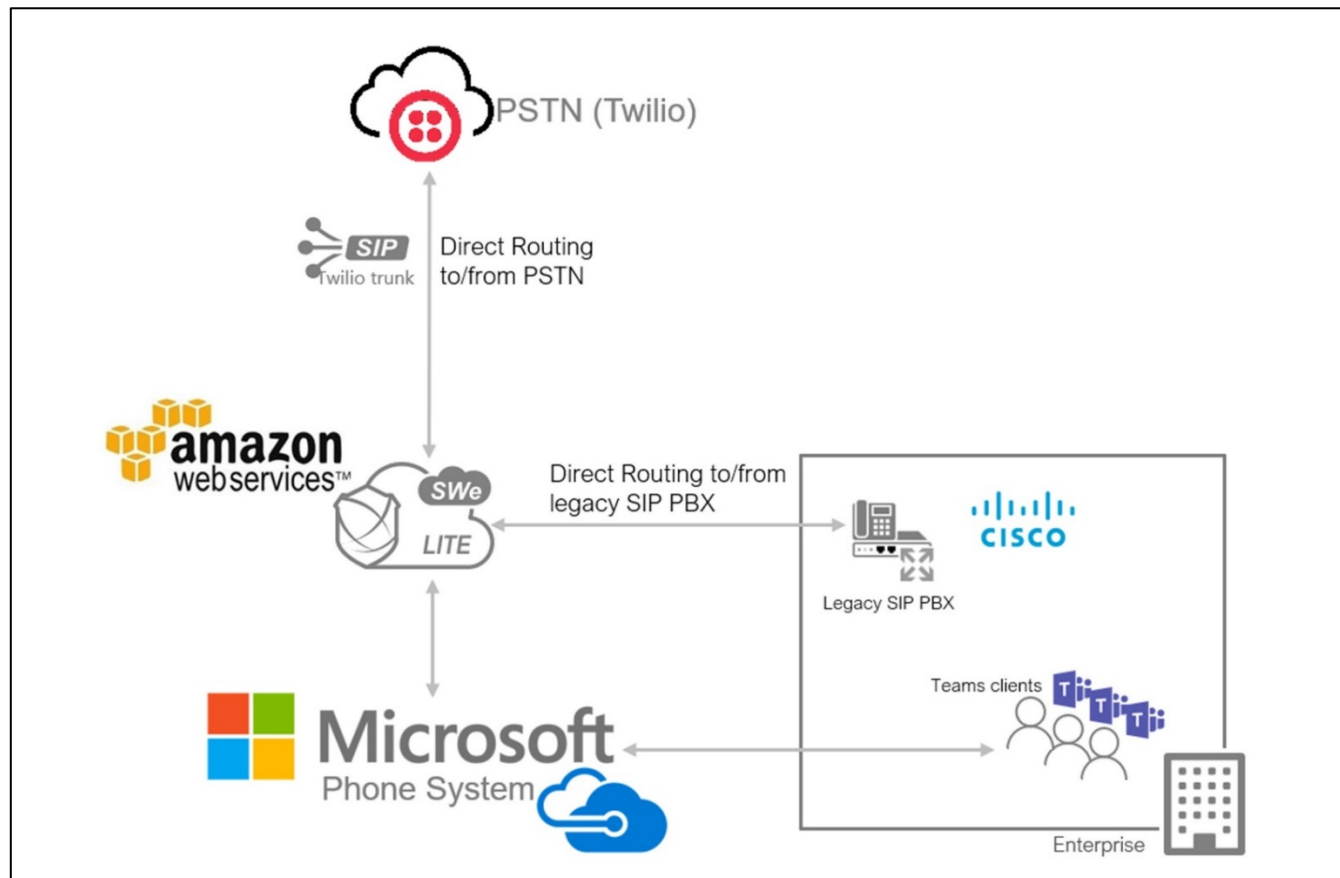 PSTN (Twilio)
SIP
Twilio trunk
Direct Routing
to/from PSTN
amazon
webservices™
SWe
LITE
Direct Routing to/from
legacy SIP PBX
CISCO
Legacy SIP PBX
Teams clients
T
T
T
Microsoft
Phone System
Enterprise